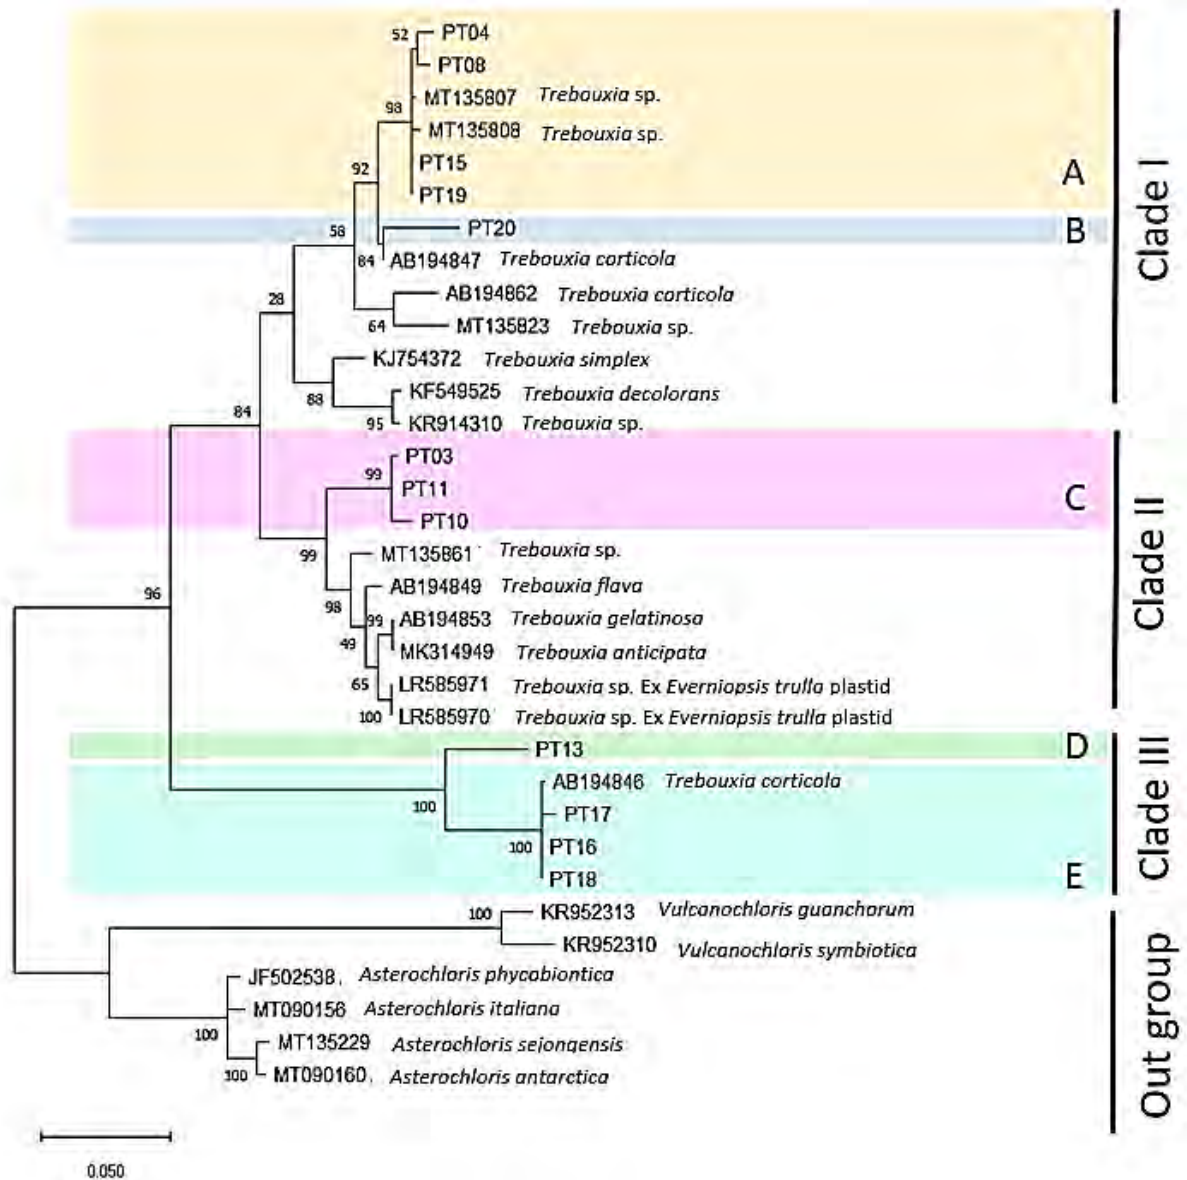 52
PT04
PT08
MT135807 Trebouxia sp.
98
MT135808 Trebouxia sp.
PT15
92
PT19
A
58
PT20
B
84
AB194847 Trebouxia corticola
AB194862 Trebouxia corticola
28
64
MT135823 Trebouxia sp.
KJ754372 Trebouxia simplex
88
KF549525 Trebouxia decolorans
84
95
KR914310 Trebouxia sp.
Clade I
PT03
99
PT11
C
PT10
99
MT135861 Trebouxia sp.
AB194849 Trebouxia flava
96
98
99
AB194853 Trebouxia gelatinosa
49
MK314949 Trebouxia anticipata
65
LR585971 Trebouxia sp. Ex Everniopsis trulla plastid
100
LR585970 Trebouxia sp. Ex Everniopsis trulla plastid
Clade II
PT13
D
AB194846 Trebouxia corticola
100
PT17
100
PT16
PT18
E
Clade III
100
KR952313 Vulcanochloris guanchorum
KR952310 Vulcanochloris symbiotica
JF502538. Asterochloris phycobiontica
MT090156 Asterochloris italiana
100
MT135229 Asterochloris sejongensis
100
MT090160. Asterochloris antarctica
Out group
0.050